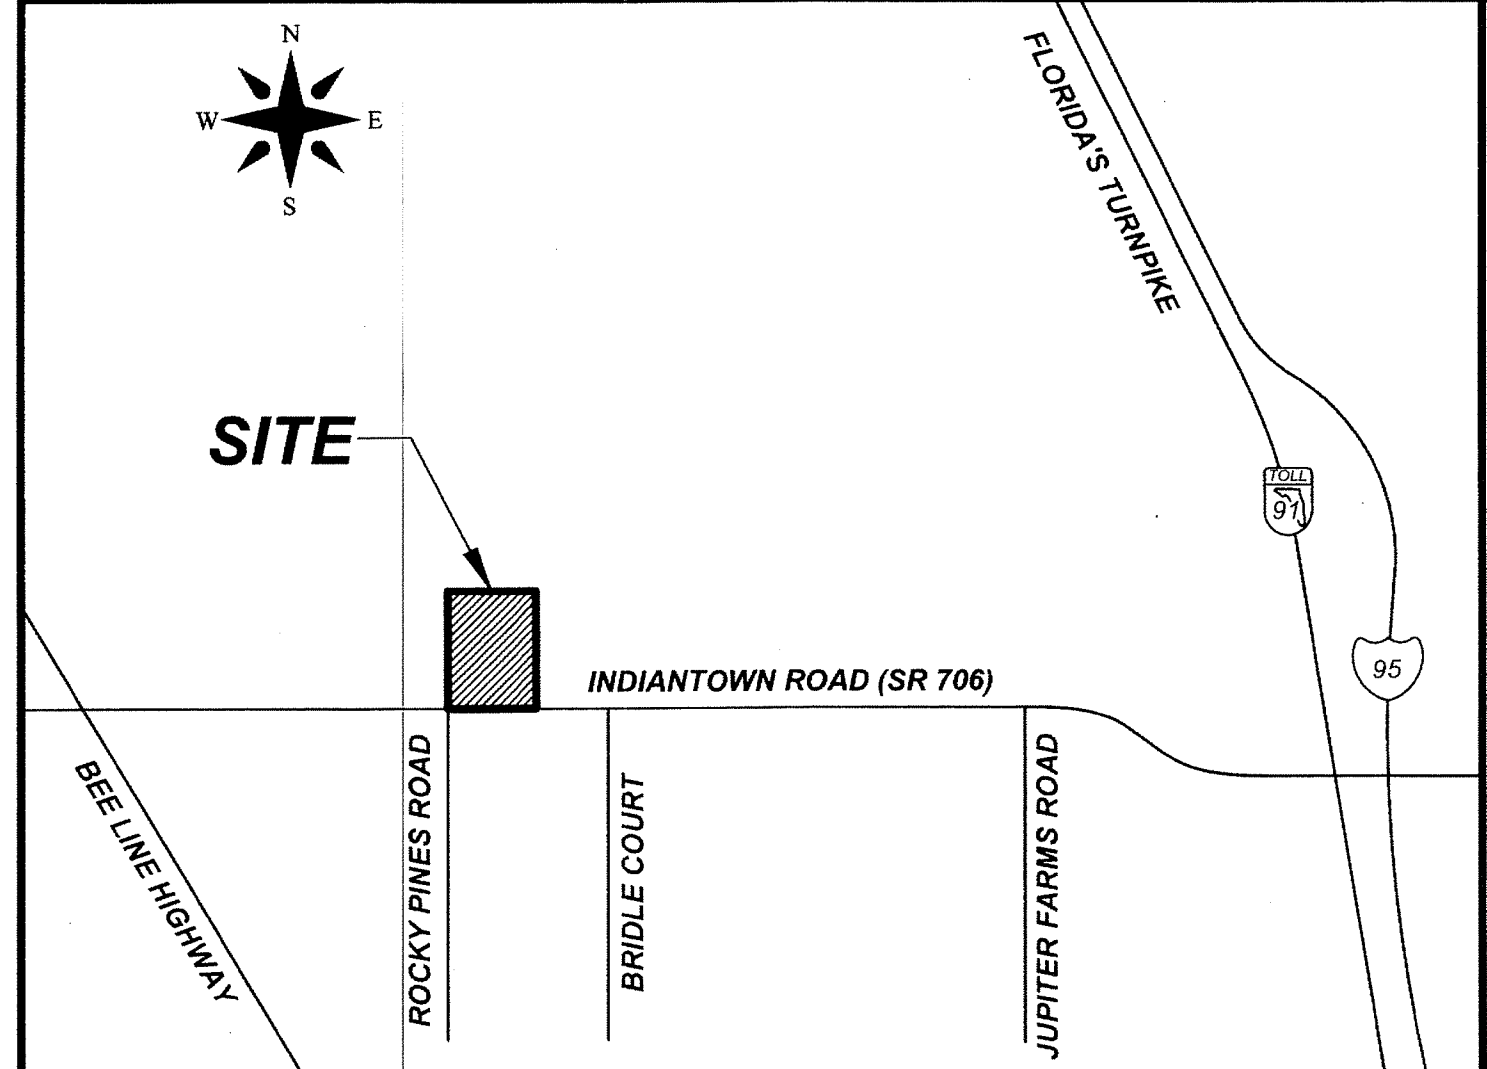 N
W E
S
FLORIDA'S TURNPIKE
SITE
TOLL
91
95
INDIANTOWN ROAD (SR 706)
BEE LINE HIGHWAY
ROCKY PINES ROAD
BRIDLE COURT
JUPITER FARMS ROAD